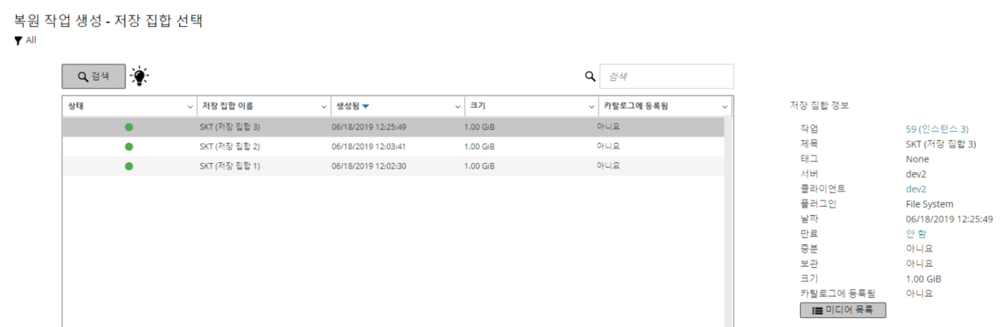 복원 작업 생성 - 저장 집합 선택
All
검색
검색
상태 저장 집합 이름 생성됨 크기 카탈로그에 등록됨
SKT (저장 집합 3) 06/18/2019 12:25:49 1.00 GiB 아니요
SKT (저장 집합 2) 06/18/2019 12:03:41 1.00 GiB 아니요
SKT (저장 집합 1) 06/18/2019 12:02:30 1.00 GiB 아니요
저장 집합 정보
작업 59 (인스턴스 3)
제목 SKT (저장 집합 3)
태그 None
서버 dev2
클라이언트 dev2
플러그인 File System
날짜 06/18/2019 12:25:49
만료 안 함
증분 아니요
보관 아니요
크기 1.00 GiB
카탈로그에 등록됨 아니요
미디어 목록